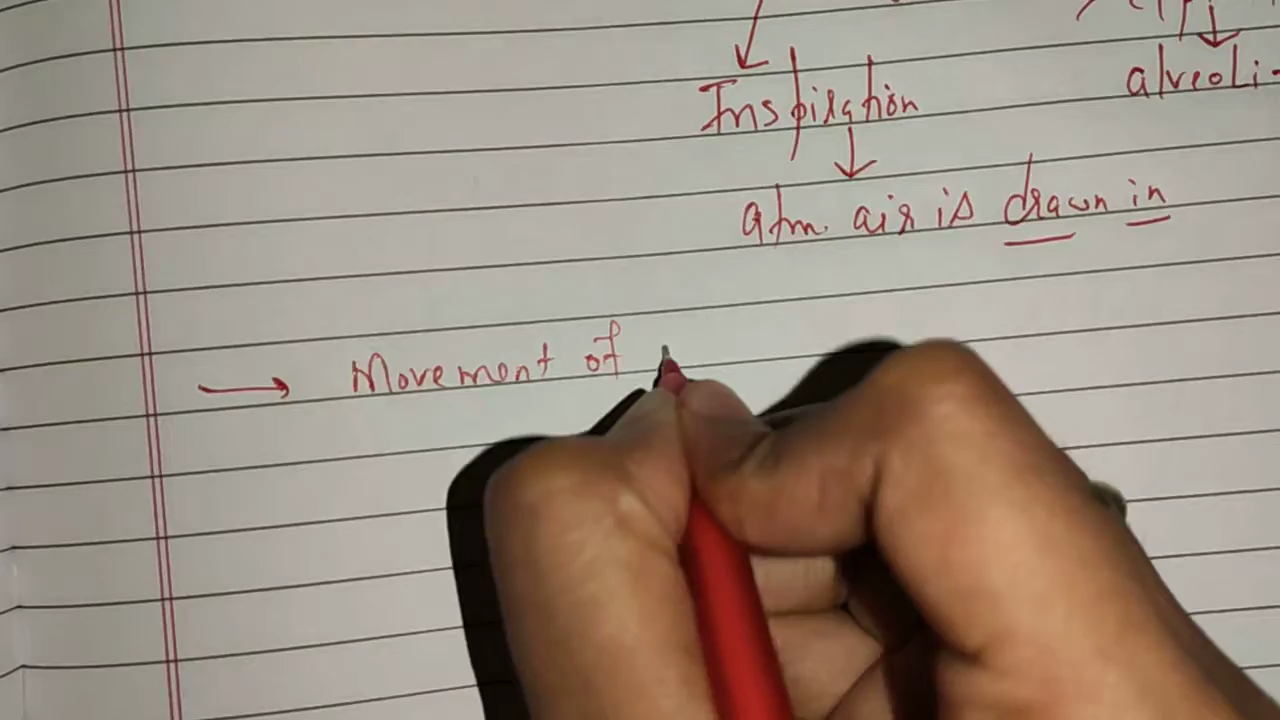 alveoli-
Inspiration
atm. air is drawn in
→ Movement of